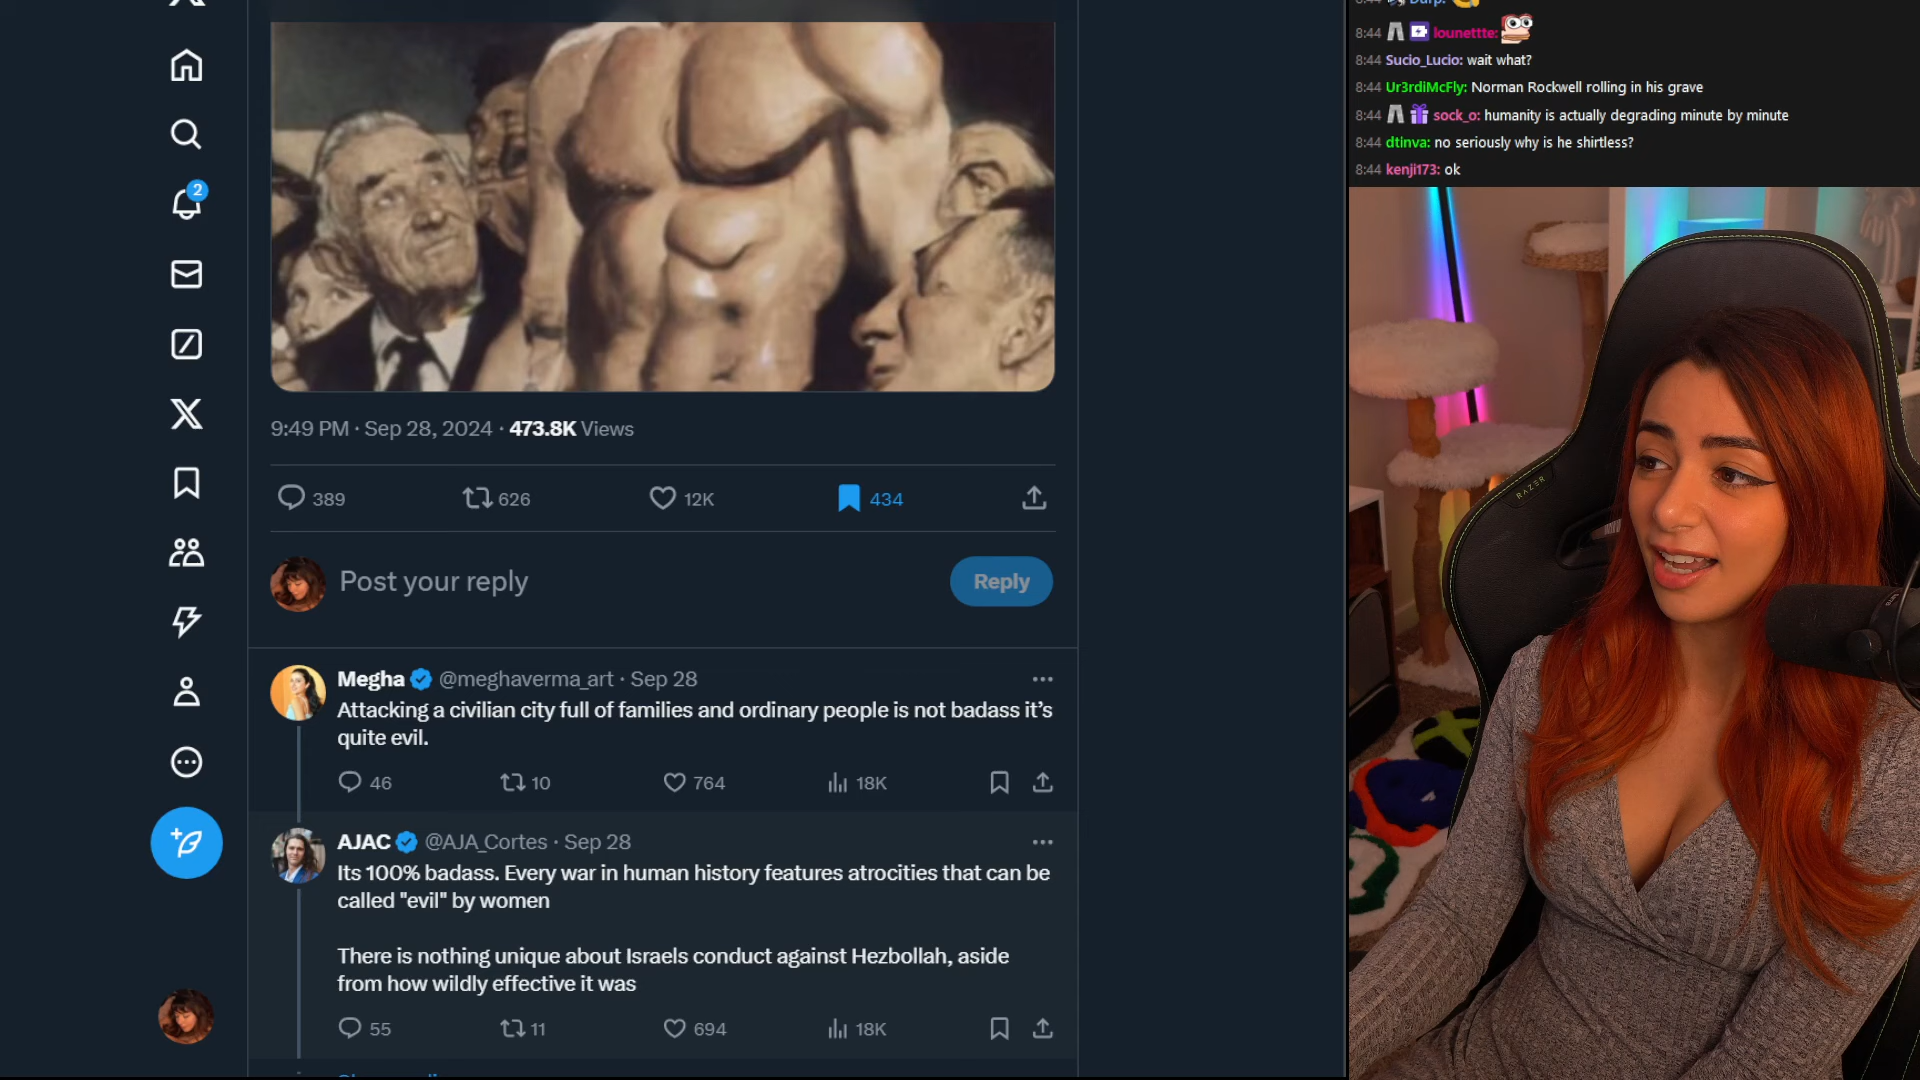 8:44 Durp:
8:44 lounettte:
8:44 Sucio_Lucio: wait what?
8:44 Ur3rdiMcFly: Norman Rockwell rolling in his grave
8:44 sock_o: humanity is actually degrading minute by minute
8:44 dtinva: no seriously why is he shirtless?
8:44 kenji173: ok
2
9:49 PM · Sep 28, 2024 · 473.8K Views
389 626 12K 434
Post your reply
Reply
Megha @meghaverma_art · Sep 28
Attacking a civilian city full of families and ordinary people is not badass it’s
quite evil.
46 10 764 18K
AJAC @AJA_Cortes · Sep 28
Its 100% badass. Every war in human history features atrocities that can be
called "evil" by women
There is nothing unique about Israels conduct against Hezbollah, aside
from how wildly effective it was
55 11 694 18K
RAZER